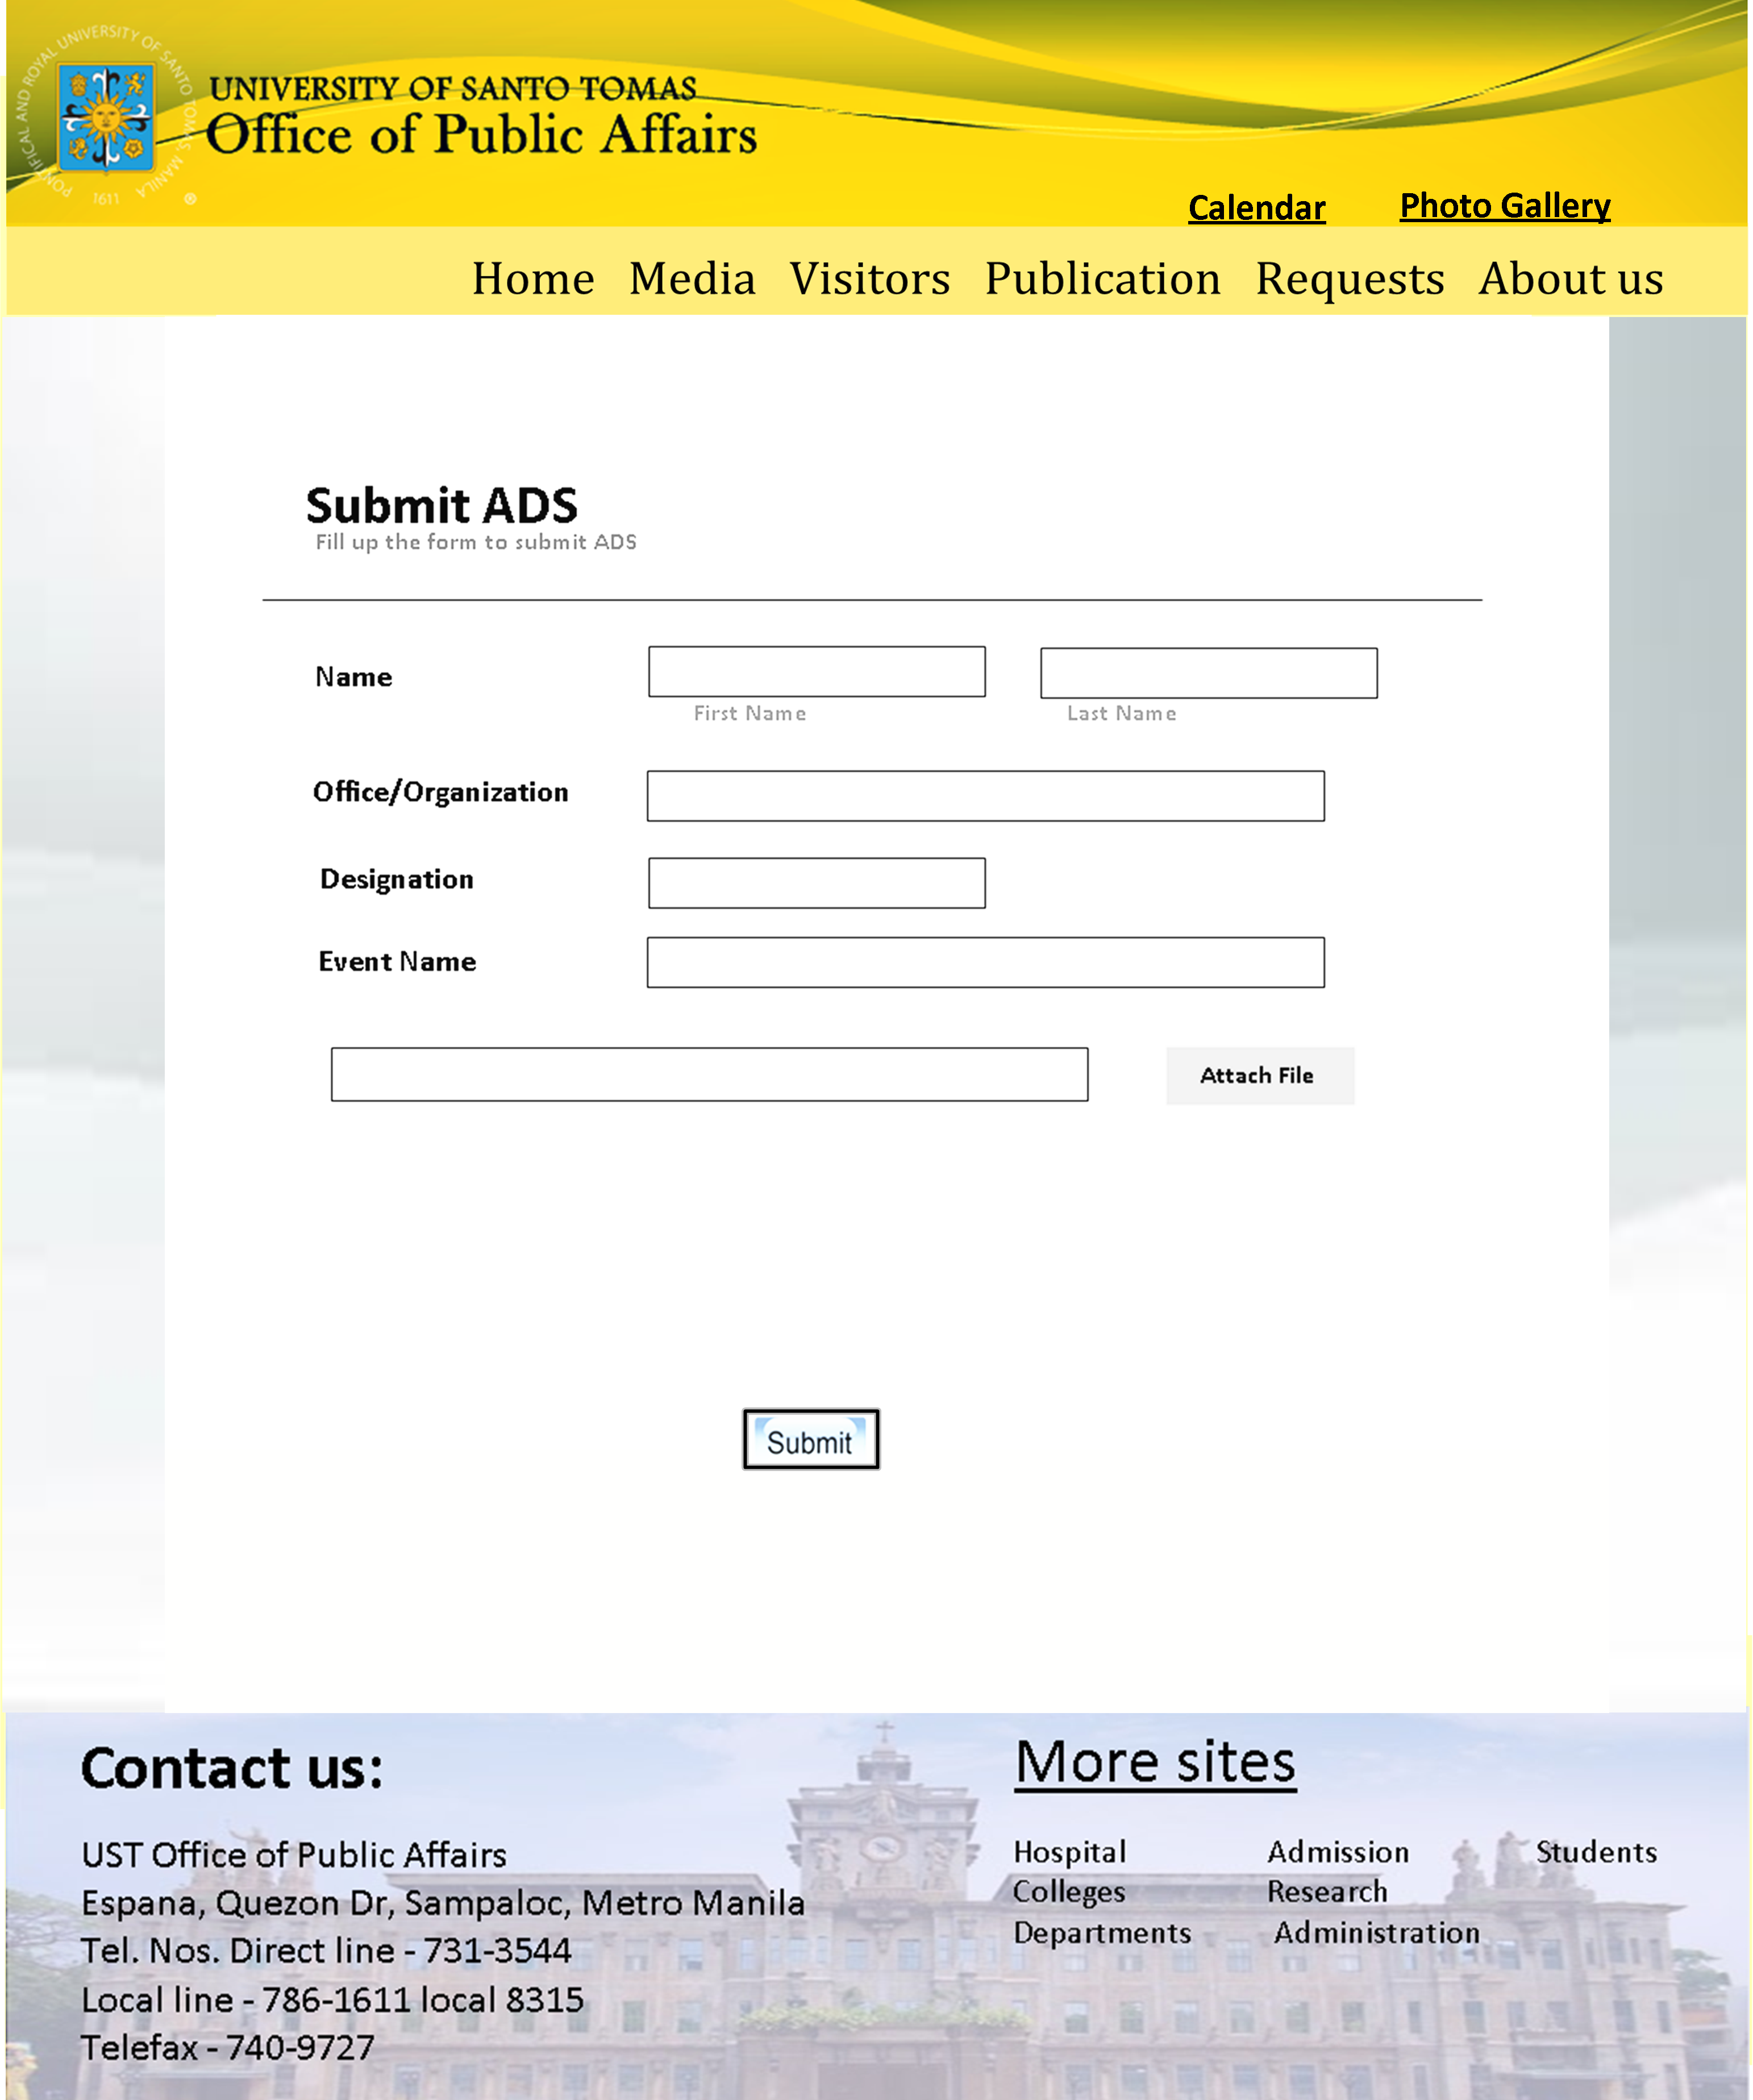 PONTIFICAL AND ROYAL UNIVERSITY OF SANTO TOMAS, MANILA
1611 ®
UNIVERSITY OF SANTO TOMAS
Office of Public Affairs
Calendar Photo Gallery
Home Media Visitors Publication Requests About us
Submit ADS
Fill up the form to submit ADS
Name
First Name Last Name
Office/Organization
Designation
Event Name
Attach File
Submit
Contact us:
UST Office of Public Affairs
Espana, Quezon Dr, Sampaloc, Metro Manila
Tel. Nos. Direct line - 731-3544
Local line - 786-1611 local 8315
Telefax - 740-9727
More sites
Hospital Admission Students
Colleges Research
Departments Administration